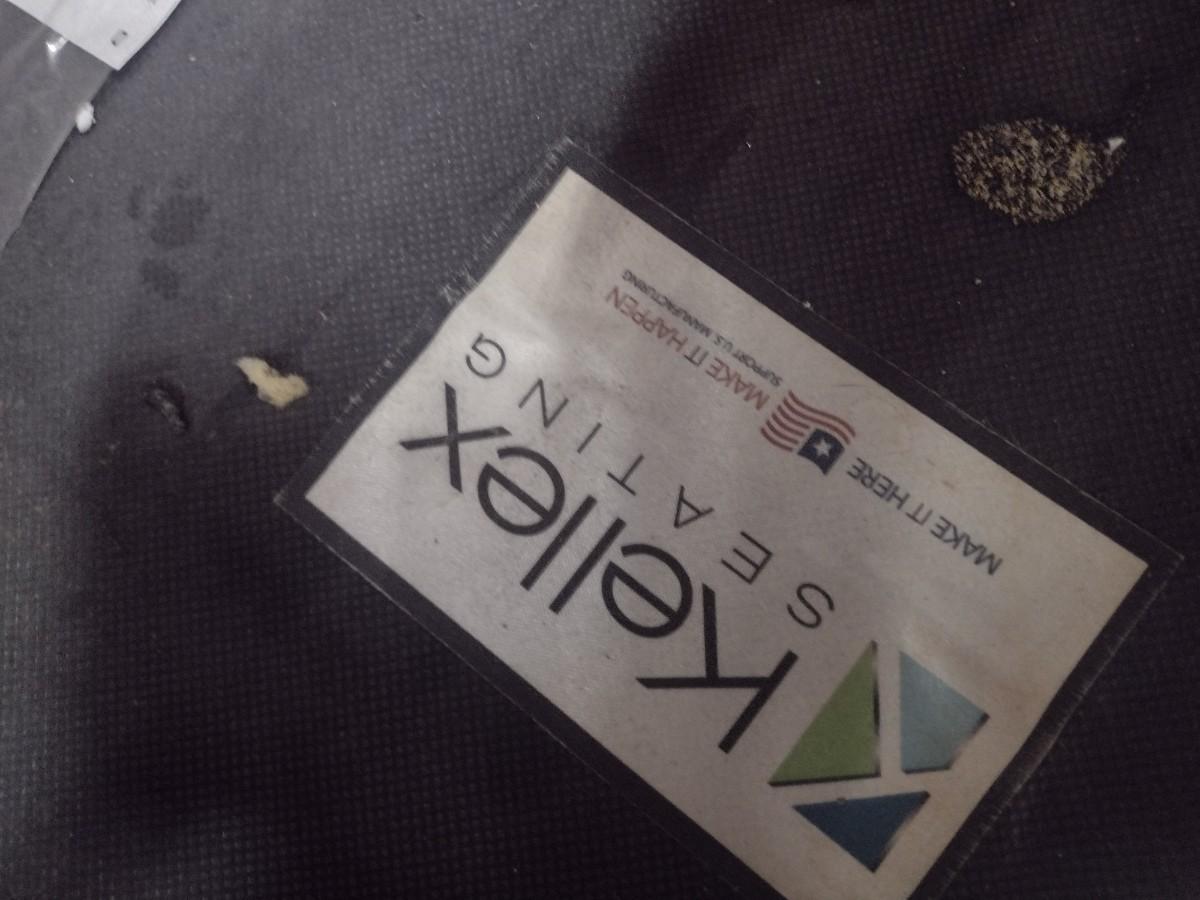 Kellex
SEATING
MAKE IT HERE MAKE IT HAPPEN
SUPPORT U.S. MANUFACTURING